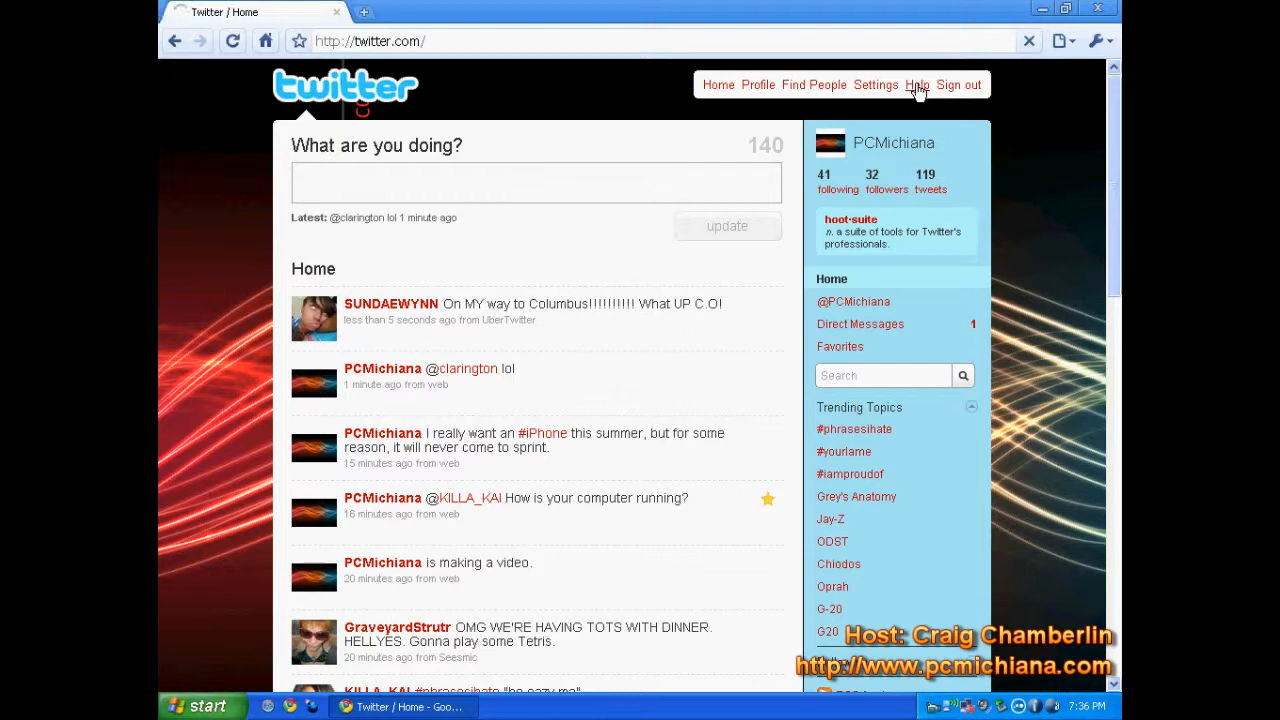 Twitter / Home
http://twitter.com/
twitter
Home Profile Find People Settings Help Sign out
What are you doing?
140
Latest: @clarington lol 1 minute ago
update
Home
SUNDAEWYNN On MY way to Columbus!!!!!!!!!! What UP C.O!
less than 5 seconds ago from UberTwitter
PCMichiana @clarington lol
1 minute ago from web
PCMichiana I really want an #iPhone this summer, but for some
reason, it will never come to sprint.
15 minutes ago from web
PCMichiana @KILLA_KAI How is your computer running?
16 minutes ago from web
PCMichiana is making a video.
20 minutes ago from web
GraveyardStrutr OMG WE'RE HAVING TOTS WITH DINNER.
HELLYES. Gonna play some Tetris.
20 minutes ago from Seesmic
KILLA_KAI #phrasesihate "be eazy ma"
PCMichiana
41 32 119
following followers tweets
hoot·suite
n. a suite of tools for Twitter's
professionals.
Home
@PCMichiana
Direct Messages 1
Favorites
Search
Trending Topics
#phrasesihate
#yourlame
#iamproudof
Grey's Anatomy
Jay-Z
ODST
Chiodos
Oprah
G-20
G20
Host: Craig Chamberlin
http://www.pcmichiana.com
start
Twitter / Home - Goo...
7:36 PM